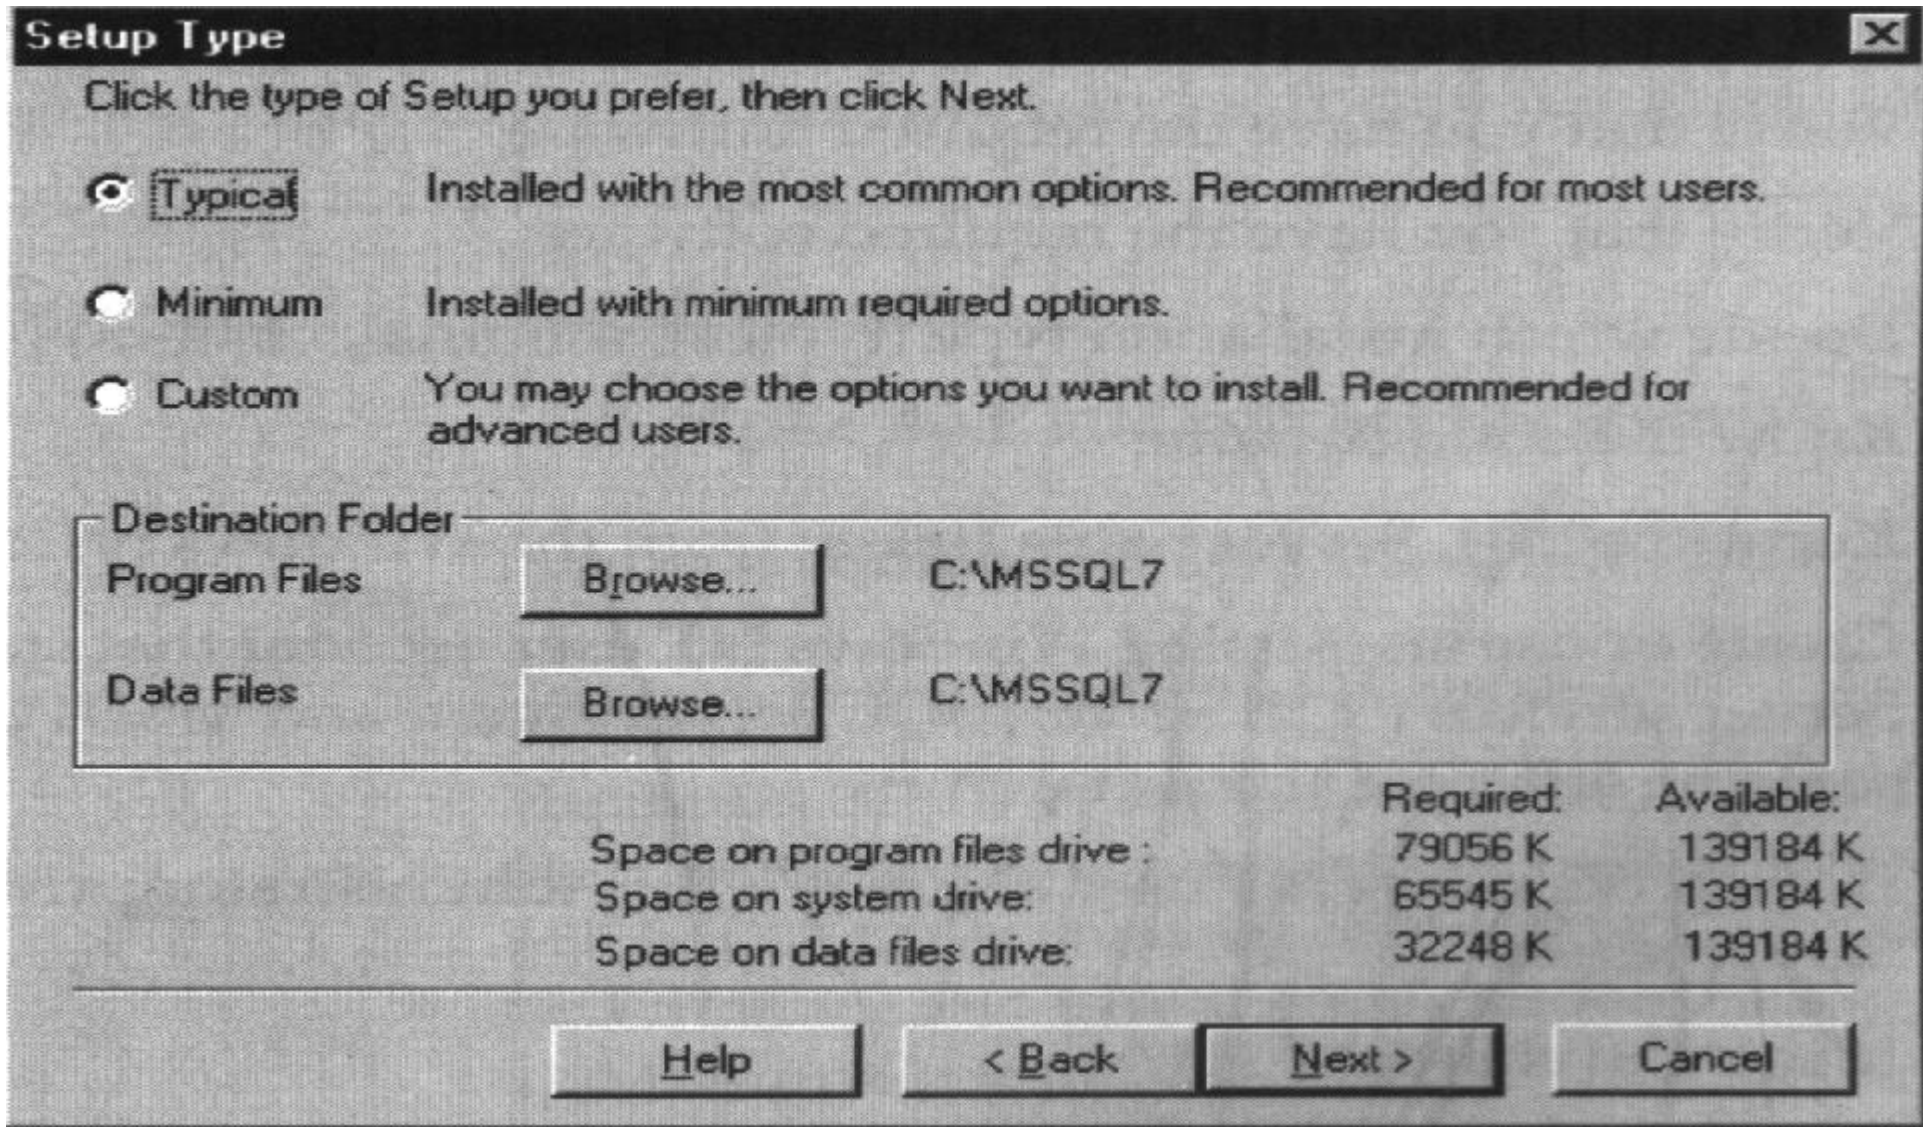 Setup Type
Click the type of Setup you prefer, then click Next.
Typical Installed with the most common options. Recommended for most users.
Minimum Installed with minimum required options.
Custom You may choose the options you want to install. Recommended for
advanced users.
Destination Folder
Program Files Browse... C:\MSSQL7
Data Files Browse... C:\MSSQL7
Required: Available:
Space on program files drive : 79056 K 139184 K
Space on system drive: 65545 K 139184 K
Space on data files drive: 32248 K 139184 K
Help < Back Next > Cancel